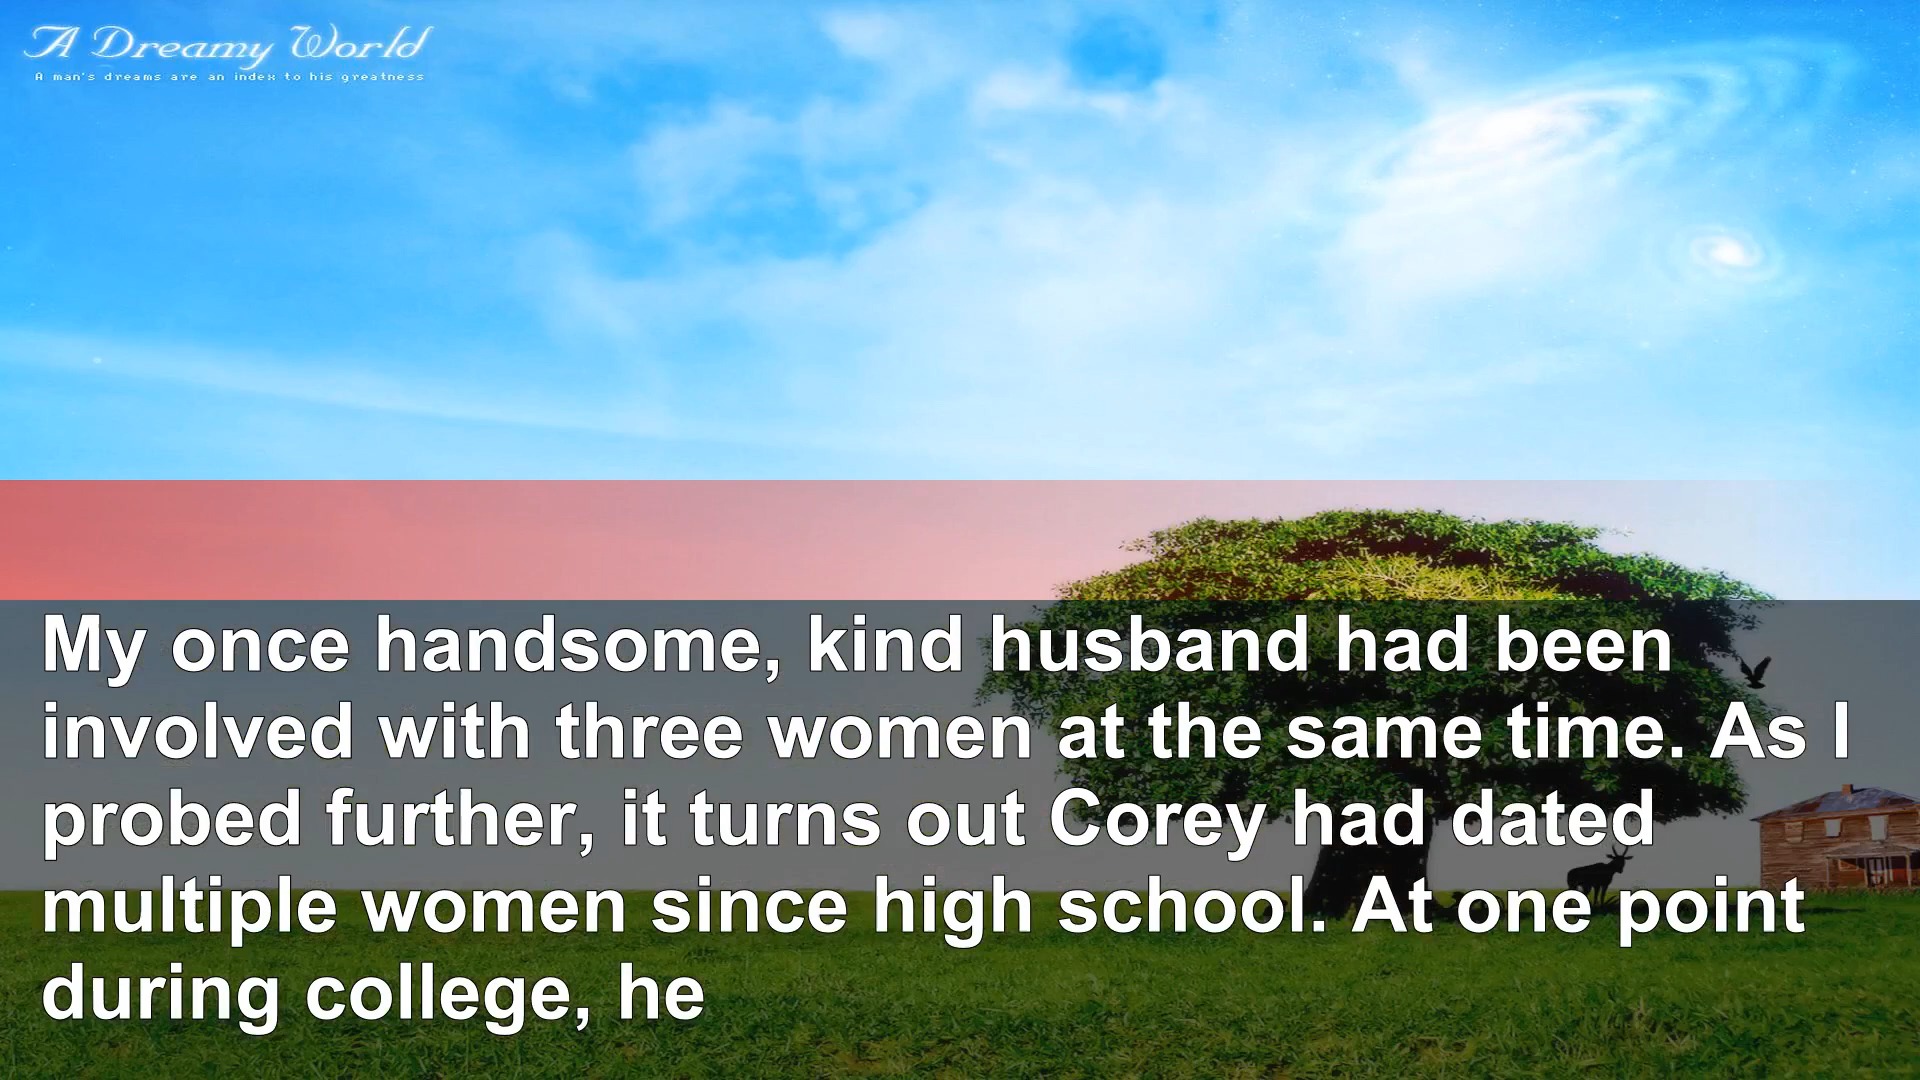 A Dreamy World
A man's dreams are an index to his greatness
My once handsome, kind husband had been
involved with three women at the same time. As I
probed further, it turns out Corey had dated
multiple women since high school. At one point
during college, he